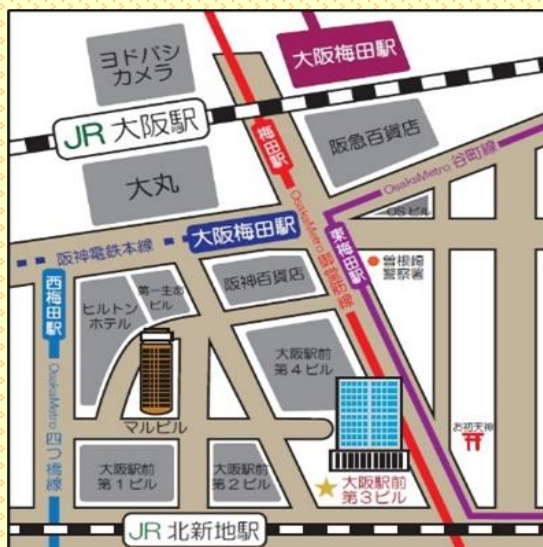 ヨドバシ
カメラ
大阪梅田駅
JR 大阪駅
梅田駅
阪急百貨店
OsakaMetro 谷町線
大丸
OsakaMetro 御堂筋線
OSビル
阪神電鉄本線
大阪梅田駅
東梅田駅
曽根崎
警察署
西梅田駅
ヒルトン
ホテル
第一生命
ビル
阪神百貨店
OsakaMetro 四つ橋線
マルビル
大阪駅前
第4ビル
お初天神
大阪駅前
第1ビル
大阪駅前
第2ビル
大阪駅前
第3ビル
JR 北新地駅